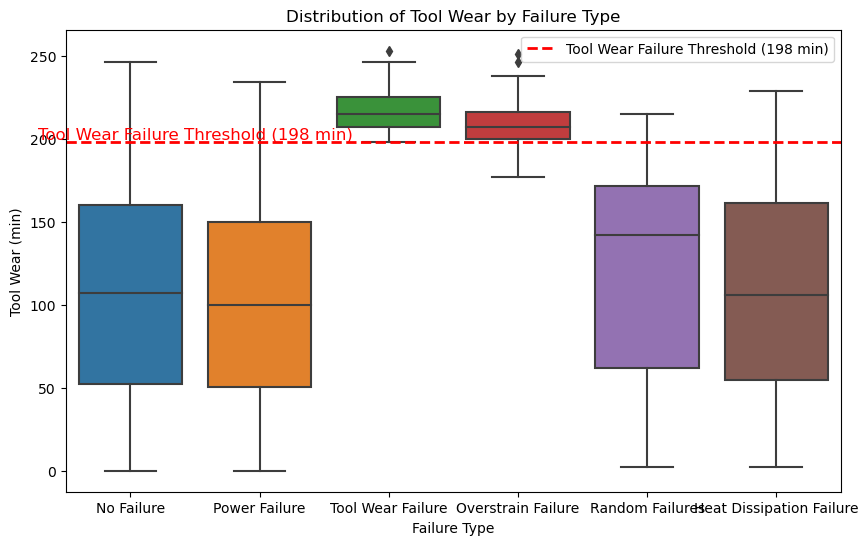 Distribution of Tool Wear by Failure Type
Tool Wear Failure Threshold (198 min)
250
200
150
100
50
0
Tool Wear (min)
Tool Wear Failure Threshold (198 min)
No Failure
Power Failure
Tool Wear Failure
Overstrain Failure
Random Failures
Heat Dissipation Failure
Failure Type